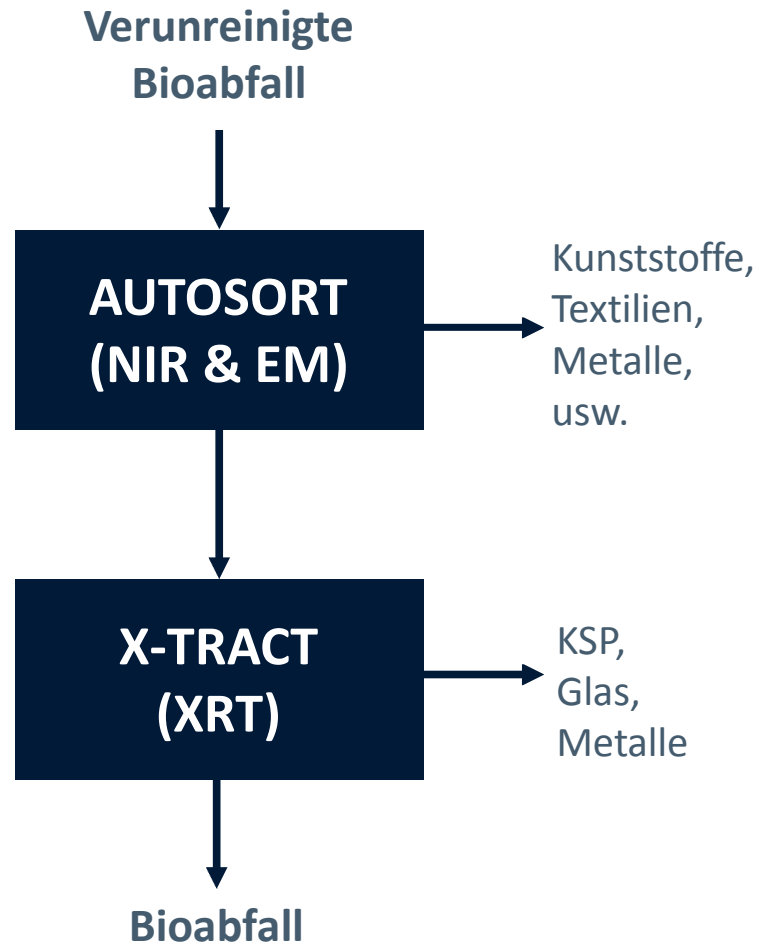 Verunreinigte
Bioabfall
AUTOSORT
(NIR & EM)
Kunststoffe,
Textilien,
Metalle,
usw.
X-TRACT
(XRT)
KSP,
Glas,
Metalle
Bioabfall